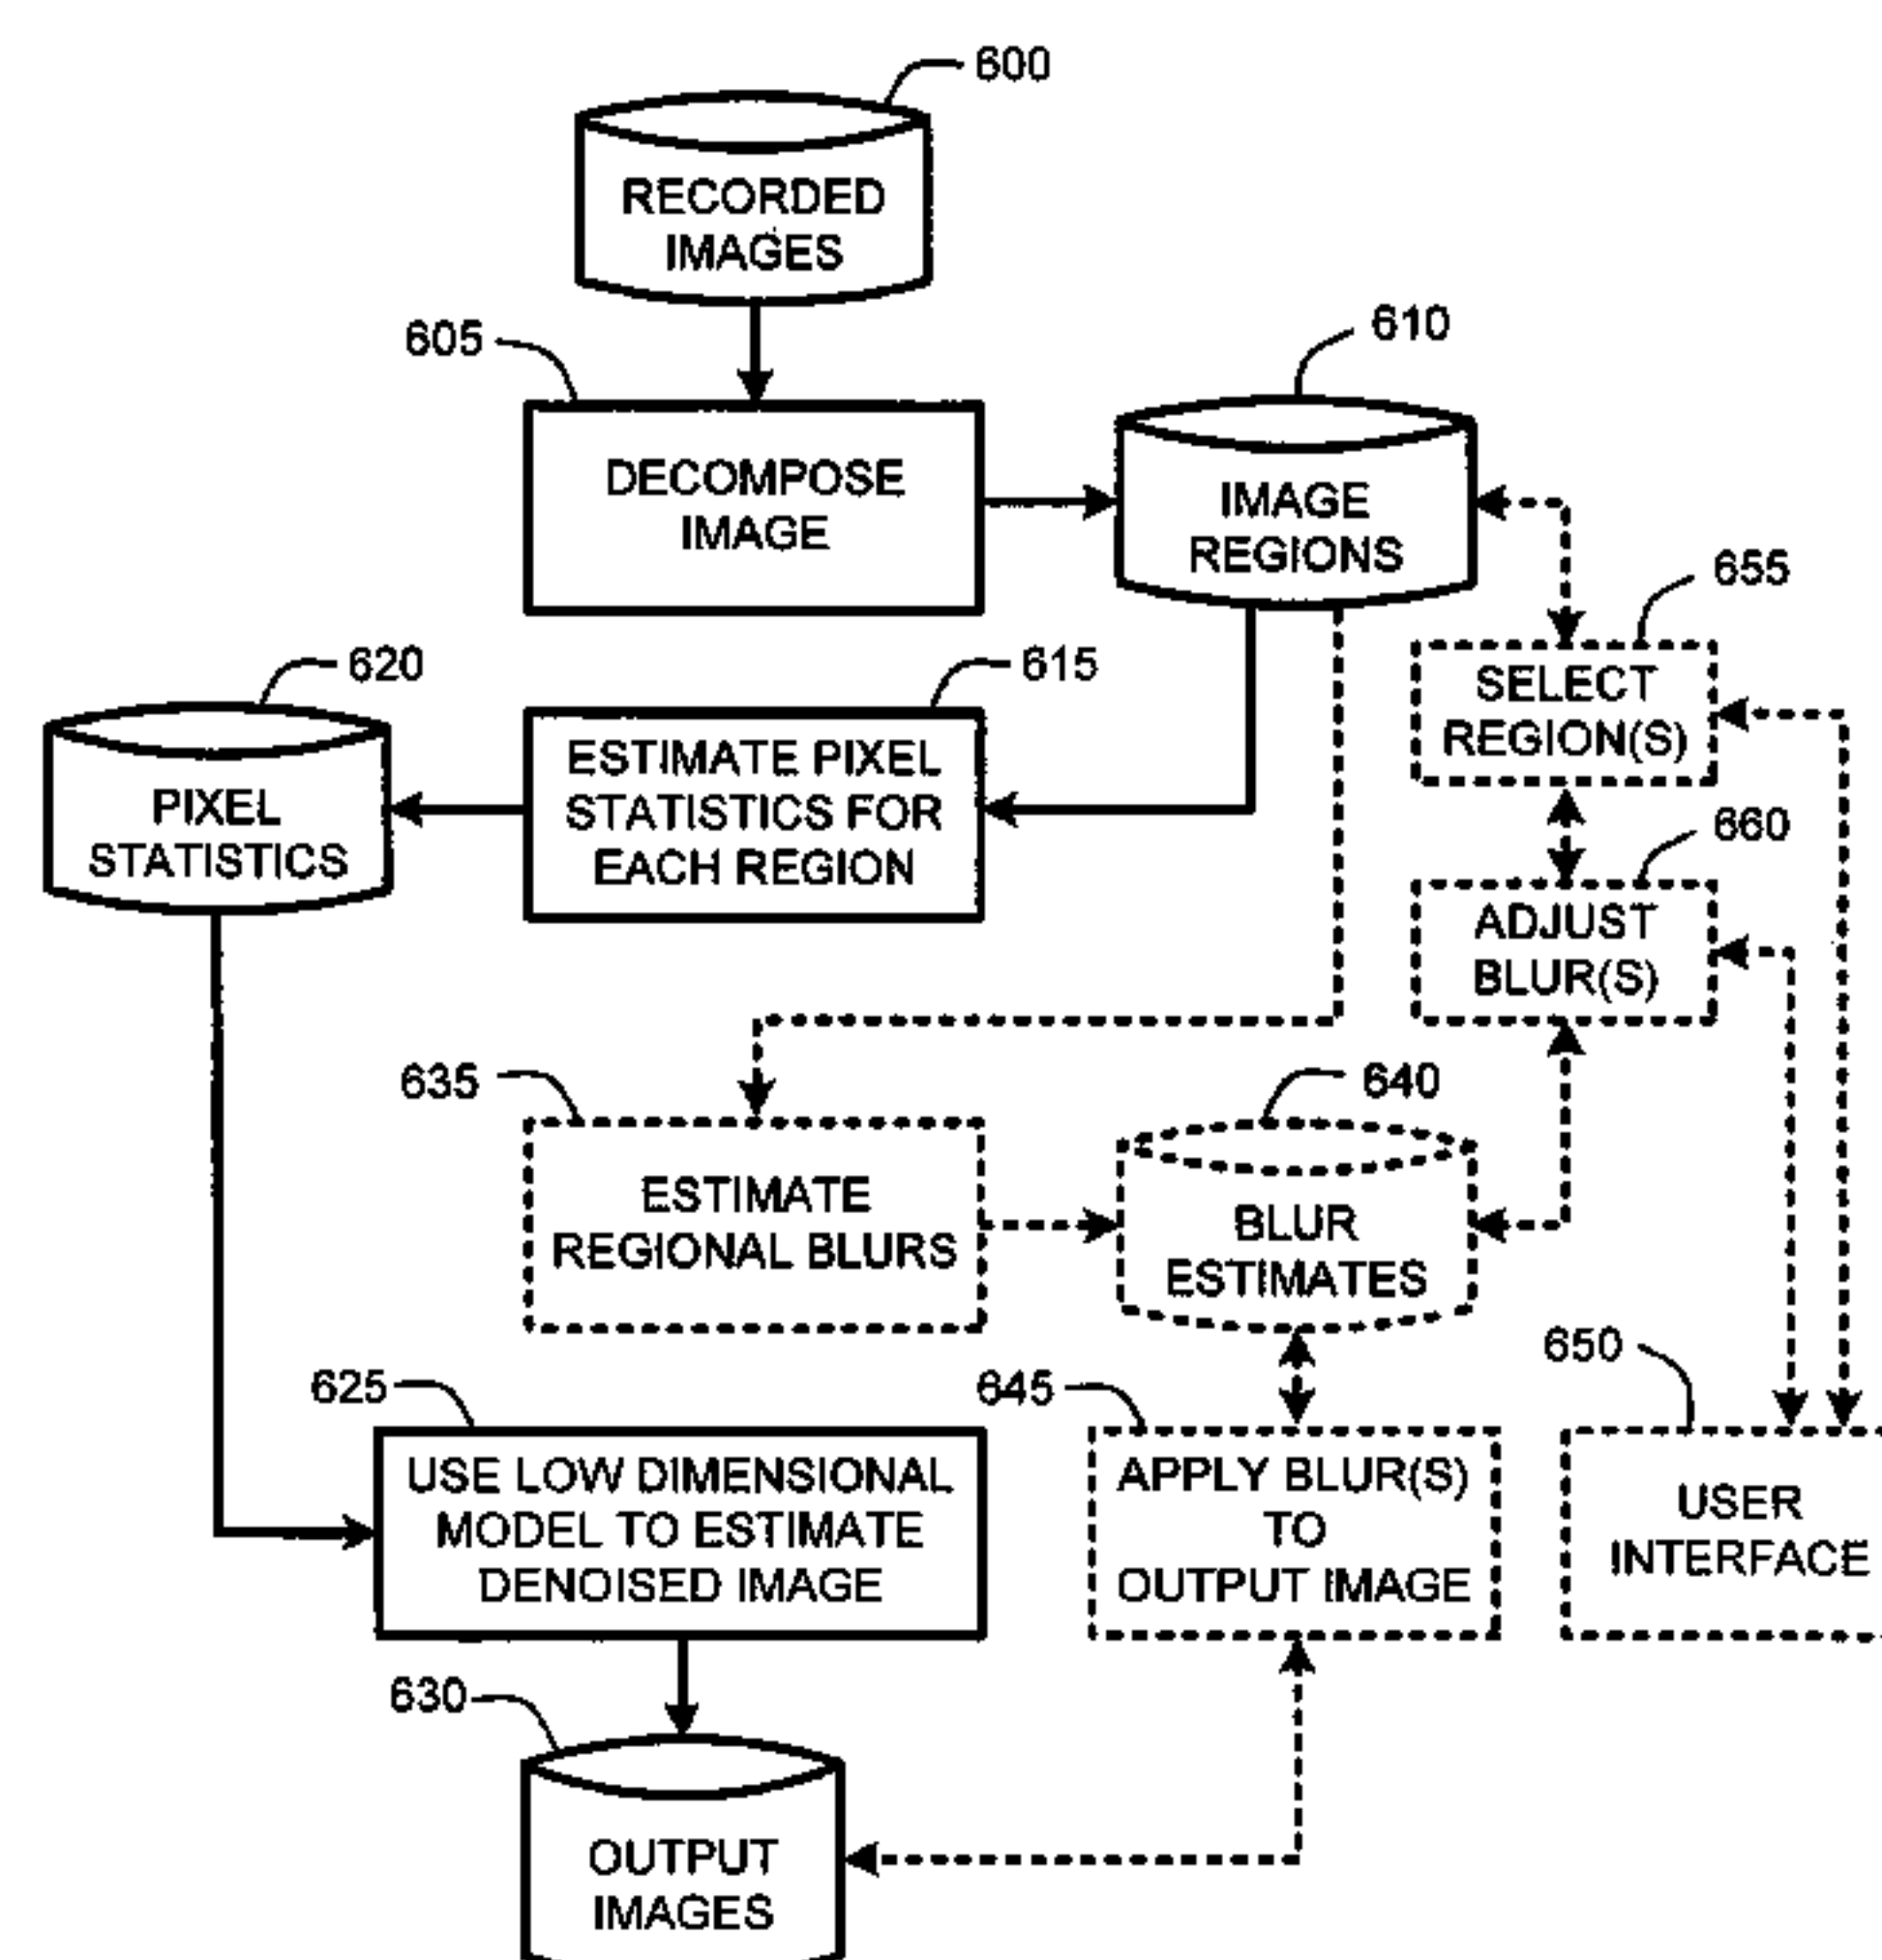 600
RECORDED
IMAGES
605
610
DECOMPOSE
IMAGE
IMAGE
REGIONS
655
620
615
SELECT
REGION(S)
PIXEL
STATISTICS
ESTIMATE PIXEL
STATISTICS FOR
EACH REGION
660
ADJUST
BLUR(S)
635
640
ESTIMATE
REGIONAL BLURS
BLUR
ESTIMATES
625
645
650
USE LOW DIMENSIONAL
MODEL TO ESTIMATE
DENOISED IMAGE
APPLY BLUR(S)
TO
OUTPUT IMAGE
USER
INTERFACE
630
OUTPUT
IMAGES